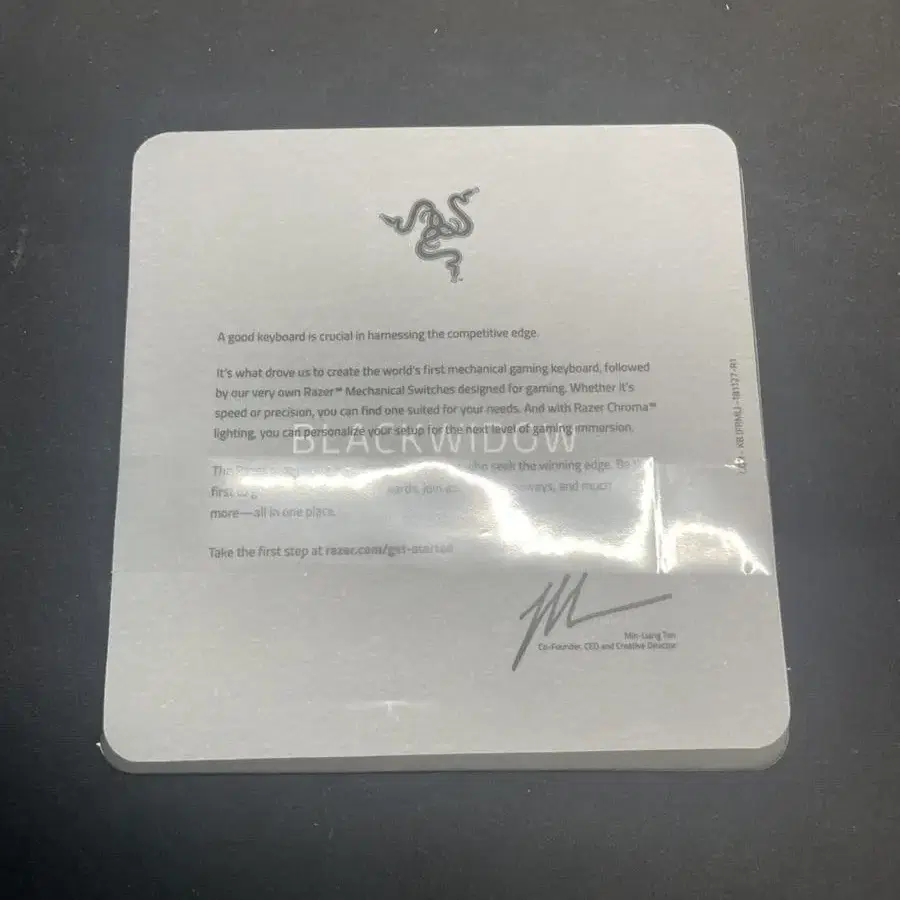 A good keyboard is crucial in harnessing the competitive edge.
It's what drove us to create the world's first mechanical gaming keyboard, followed
by our very own Razer™ Mechanical Switches designed for gaming. Whether it's
speed or precision, you can find one suited for your needs. And with Razer Chroma™
lighting, you can personalize your setup for the next level of gaming immersion.
BLACKWIDOW
The who seek the winning edge. Be
first and much
more—all in one place.
Take the first step at razer.com/get-started
Min-Liang Tan
Co-Founder, CEO and Creative Director